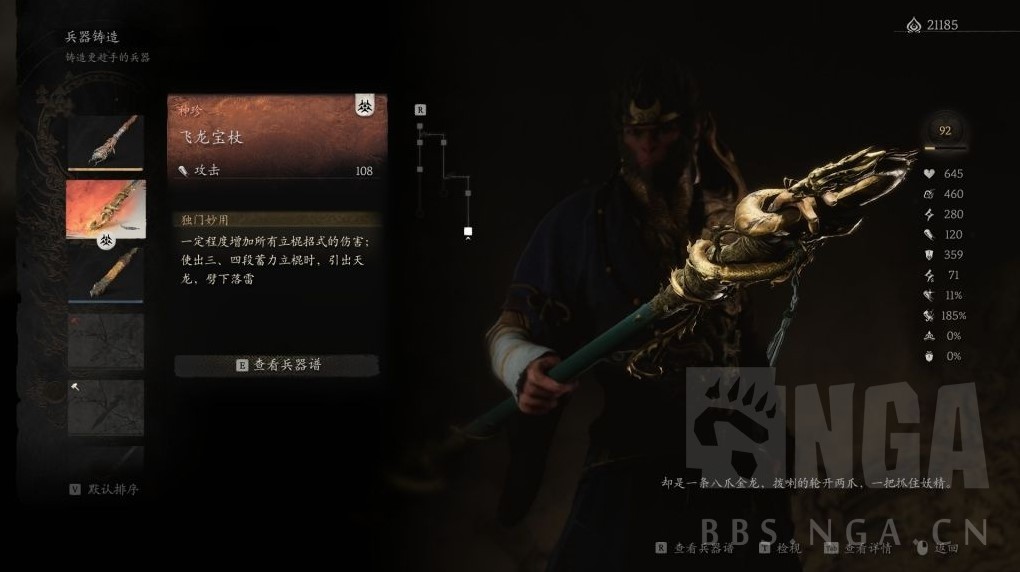 兵器铸造
铸造更趁手的兵器
21185
神珍
飞龙宝杖
攻击 108
独门妙用
一定程度增加所有立棍招式的伤害；
使出三、四段蓄力立棍时，引出天
龙，劈下落雷
E 查看兵器谱
V 默认排序
R
92
645
460
280
120
359
71
11%
185%
0%
0%
却是一条八爪金龙，拨喇的轮开两爪，一把抓住妖精。
NGA
BBS.NGA.CN
R 查看兵器谱 T 检视 Tab 查看详情 返回